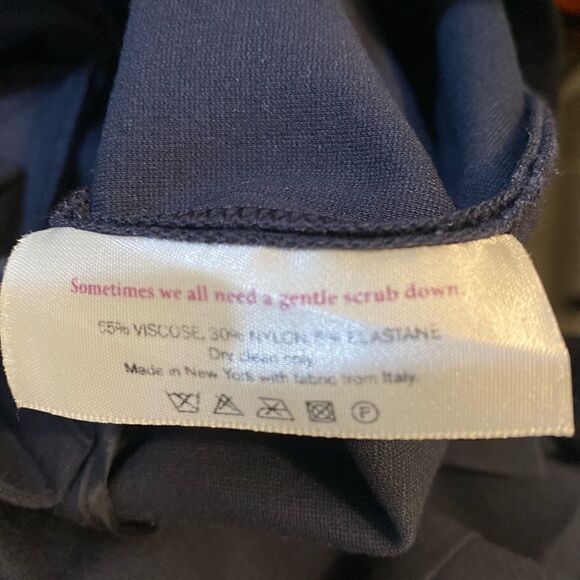 Sometimes we all need a gentle scrub down.
65% VISCOSE, 30% NYLON, 5% ELASTANE
Dry clean only
Made in New York with fabric from Italy
P